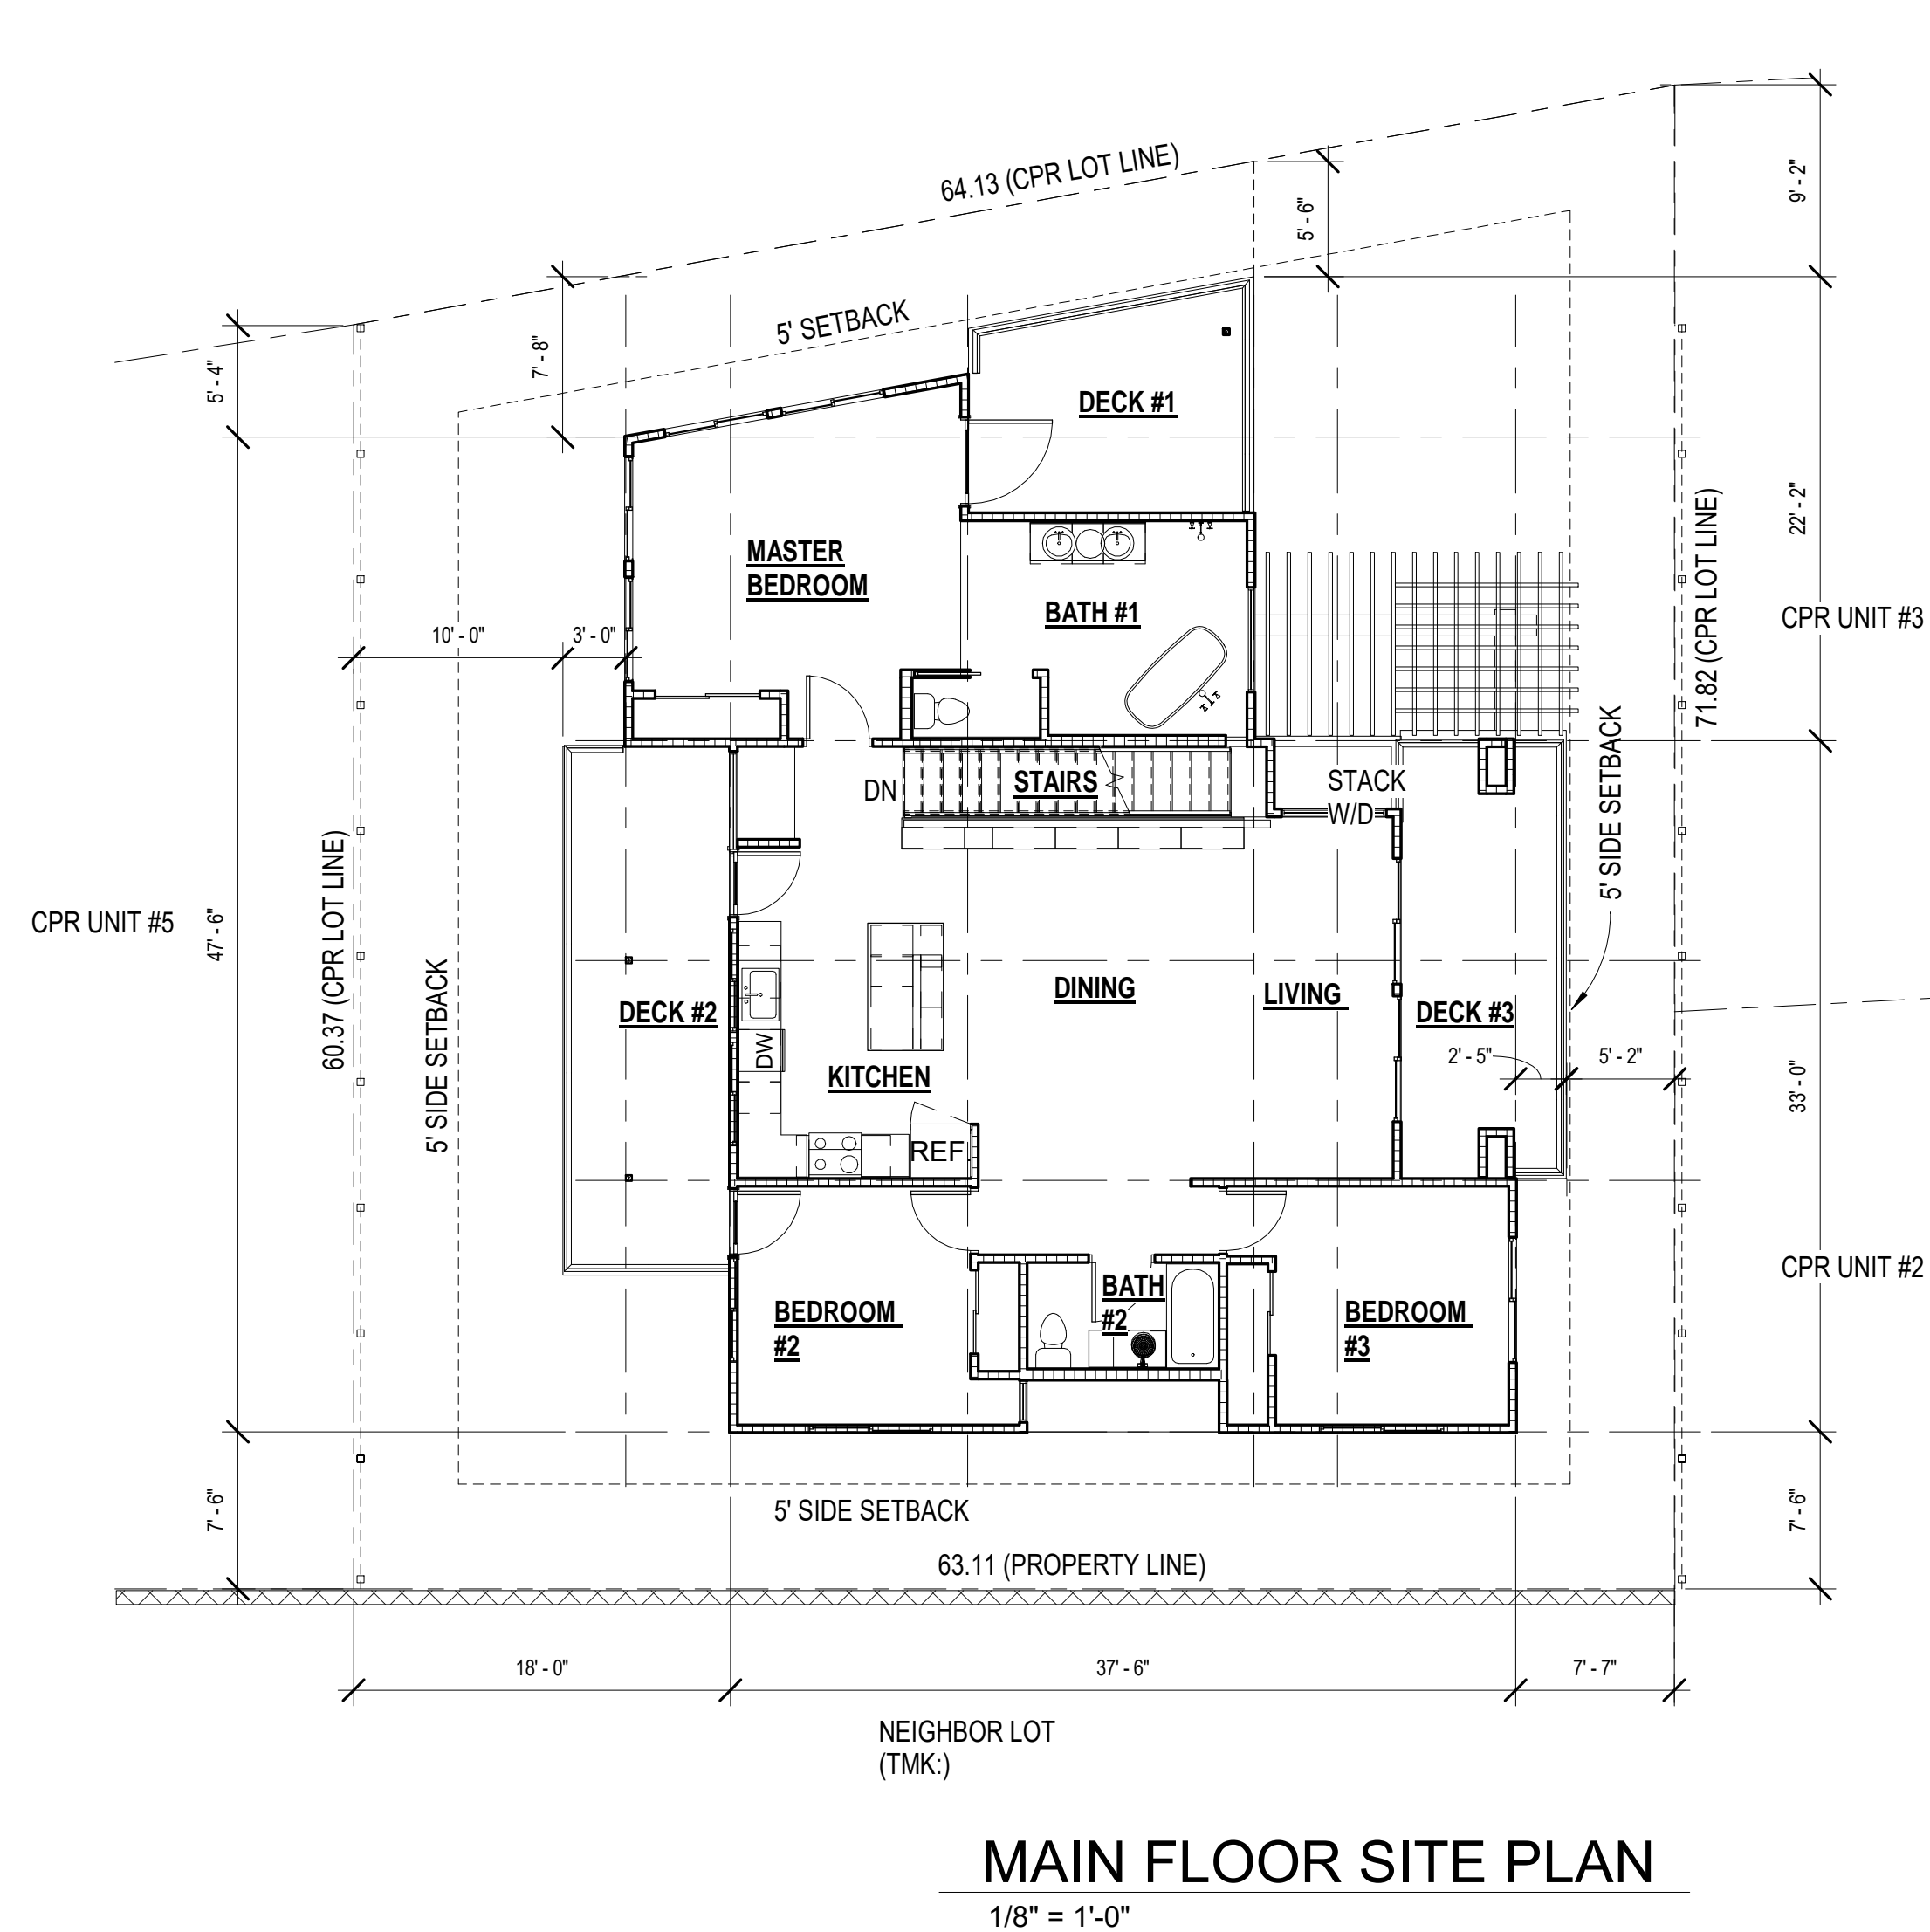 64.13 (CPR LOT LINE)
9' - 2"
5' - 6"
5' SETBACK
7' - 8"
5' - 4"
DECK #1
22' - 2"
71.82 (CPR LOT LINE)
MASTER
BEDROOM
BATH #1
CPR UNIT #3
10' - 0"
3' - 0"
DN
STAIRS
STACK
W/D
5' SIDE SETBACK
60.37 (CPR LOT LINE)
CPR UNIT #5
47' - 6"
5' SIDE SETBACK
DECK #2
DW
KITCHEN
REF.
DINING
LIVING
DECK #3
2' - 5"
5' - 2"
33' - 0"
CPR UNIT #2
BEDROOM
#2
BATH
#2
BEDROOM
#3
7' - 6"
7' - 6"
5' SIDE SETBACK
63.11 (PROPERTY LINE)
18' - 0"
37' - 6"
7' - 7"
NEIGHBOR LOT
(TMK:)
MAIN FLOOR SITE PLAN
1/8" = 1'-0"